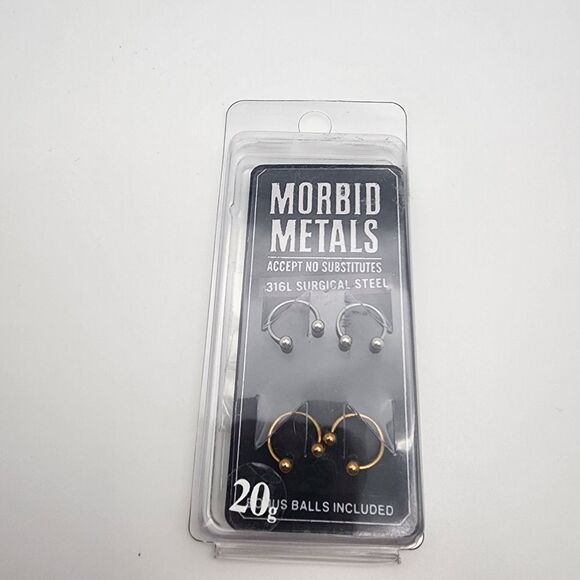 MORBID
METALS
ACCEPT NO SUBSTITUTES
316L SURGICAL STEEL
20g
BALLS INCLUDED